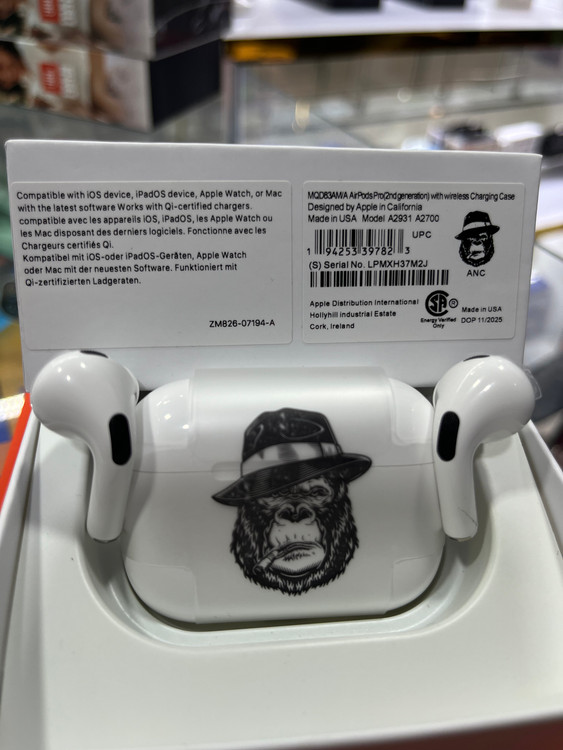 Compatible with iOS device, iPadOS device, Apple Watch, or Mac
with the latest software Works with Qi-certified chargers.
compatible avec les appareils iOS, iPadOS, les Apple Watch ou
les Mac disposant des derniers logiciels. Fonctionne avec les
Chargeurs certifiés Qi.
Kompatibel mit iOS-oder iPadOS-Geräten, Apple Watch
oder Mac mit der neuesten Software. Funktioniert mit
Qi-zertifizierten Ladgeraten.
ZM826-07194-A
MQD83AM/A AirPods Pro(2nd generation) with wireless Charging Case
Designed by Apple in California
Made in USA Model A2931 A2700
UPC
1 94253 39782 3
(S) Serial No. LPMXH37M2J
ANC
Apple Distribution International
Hollyhill Industrial Estate
Cork, Ireland
SA ®
Energy Verified
Only
Made in USA
DOP 11/2025
JBL